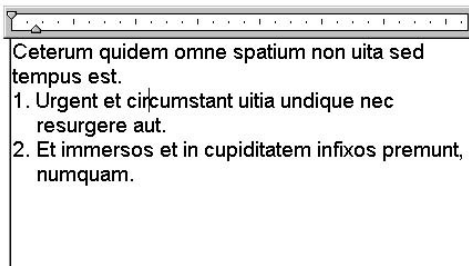 Ceterum quidem omne spatium non uita sed
tempus est.
1. Urgent et circumstant uitia undique nec
resurgere aut.
2. Et immersos et in cupiditatem infixos premunt,
numquam.